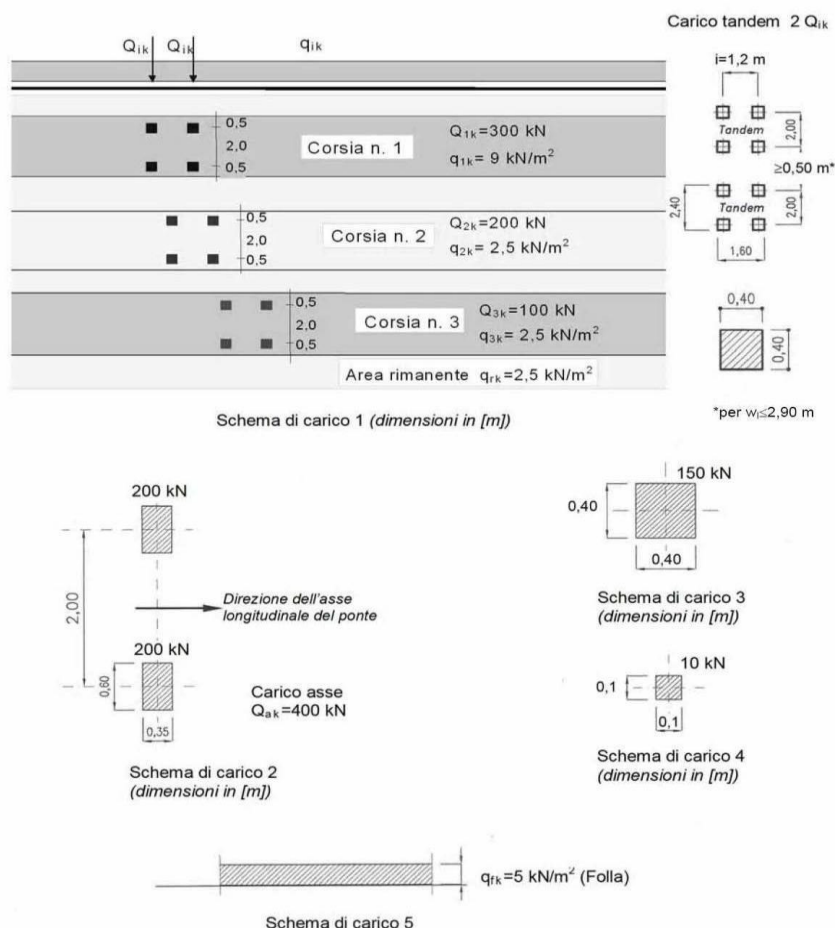 Carico tandem 2 Qik
Qik Qik qik
i=1,2 m
0,5
2,0
0,5
Corsia n. 1
Q1k=300 kN
q1k= 9 kN/m²
Tandem
2,00
≥0,50 m*
0,5
2,0
0,5
Corsia n. 2
Q2k=200 kN
q2k= 2,5 kN/m²
2,40
Tandem
2,00
1,60
0,5
2,0
0,5
Corsia n. 3
Q3k=100 kN
q3k= 2,5 kN/m²
0,40
0,40
Area rimanente qrk=2,5 kN/m²
Schema di carico 1 (dimensioni in [m])
*per wl≤2,90 m
200 kN
2,00
Direzione dell'asse
longitudinale del ponte
200 kN
0,60
0,35
Carico asse
Qak=400 kN
Schema di carico 2
(dimensioni in [m])
150 kN
0,40
0,40
Schema di carico 3
(dimensioni in [m])
10 kN
0,1
0,1
Schema di carico 4
(dimensioni in [m])
qfk=5 kN/m² (Folla)
Schema di carico 5